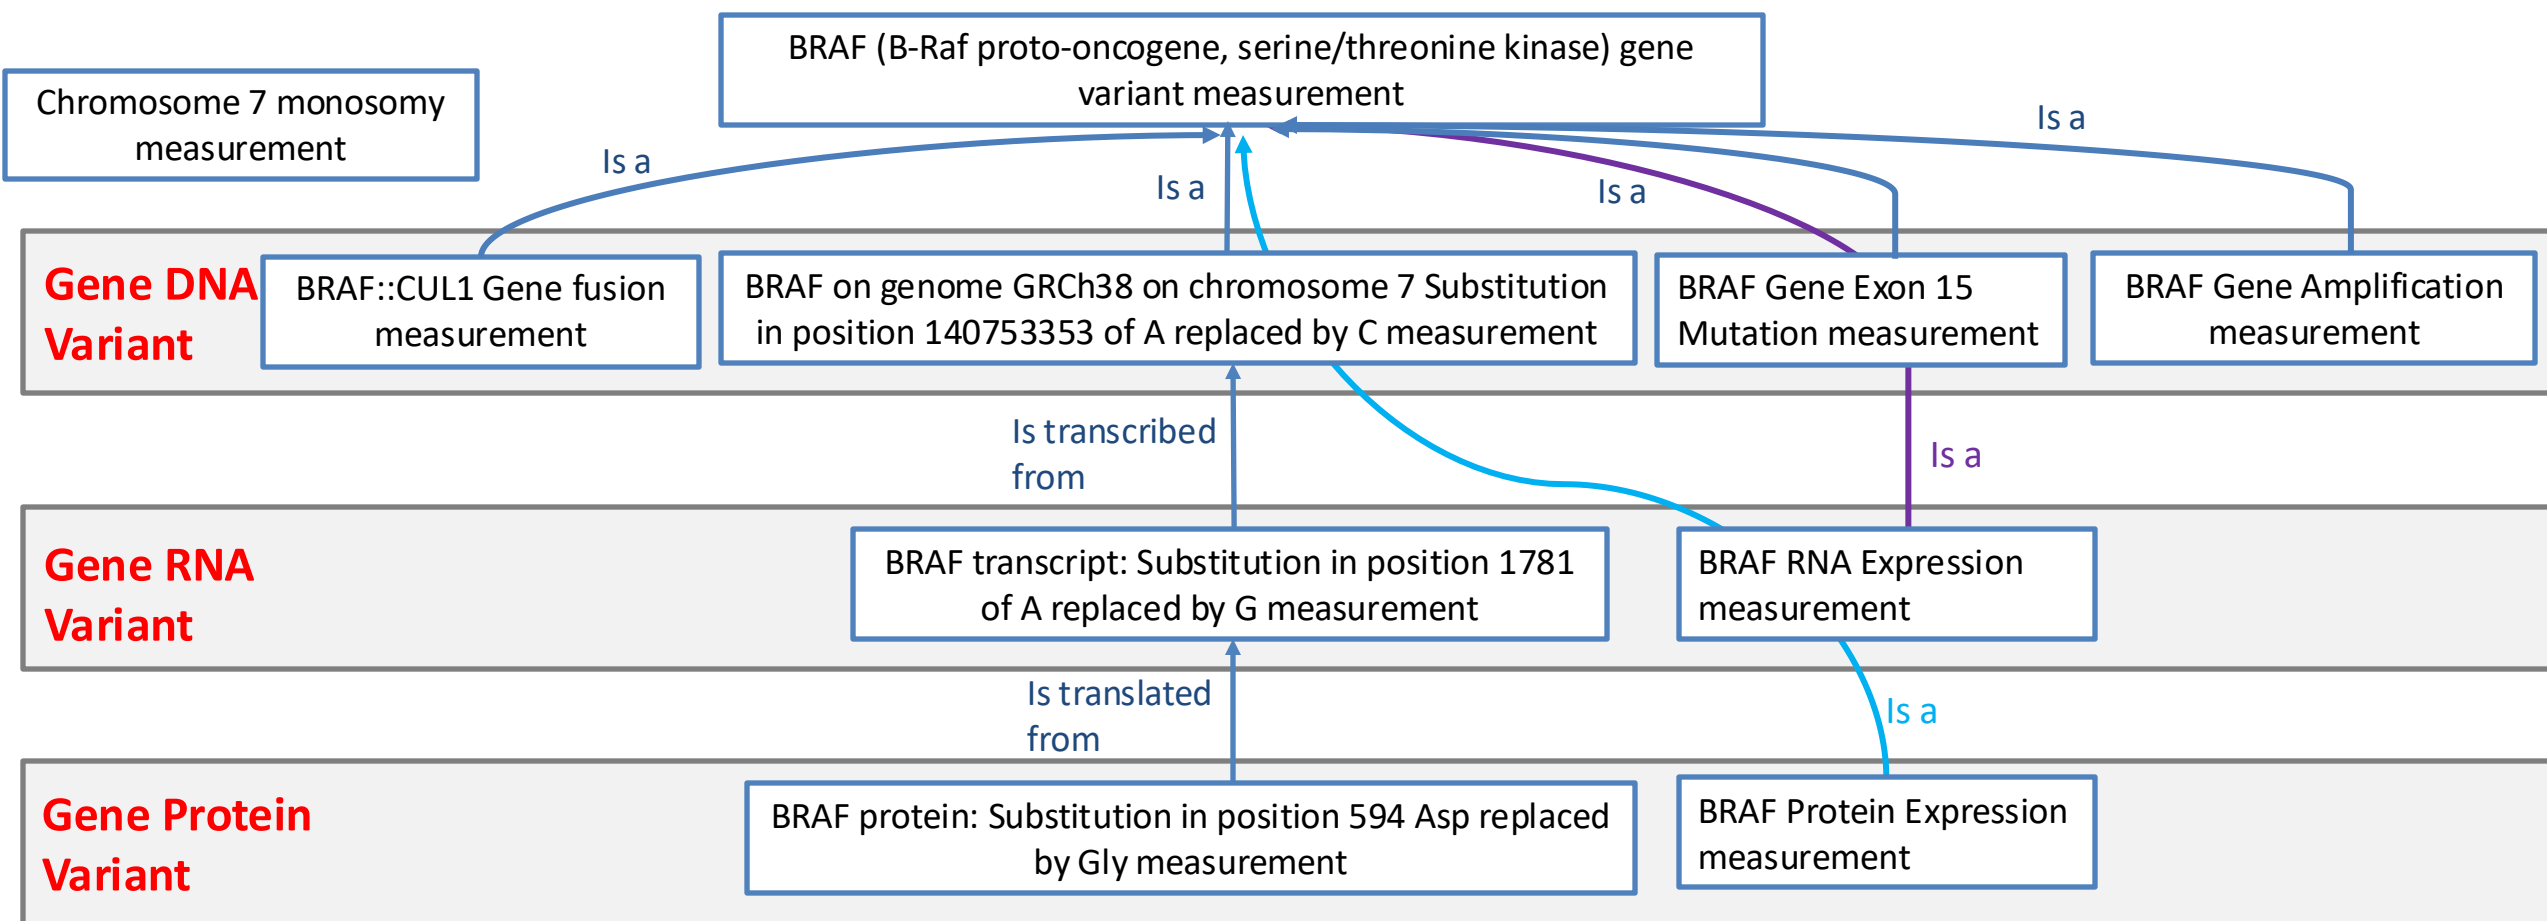 BRAF (B-Raf proto-oncogene, serine/threonine kinase) gene
variant measurement
Chromosome 7 monosomy
measurement
Is a
Is a
Is a
Is a
Gene DNA
Variant
BRAF::CUL1 Gene fusion
measurement
BRAF on genome GRCh38 on chromosome 7 Substitution
in position 140753353 of A replaced by C measurement
BRAF Gene Exon 15
Mutation measurement
BRAF Gene Amplification
measurement
Is transcribed
from
Is a
Gene RNA
Variant
BRAF transcript: Substitution in position 1781
of A replaced by G measurement
BRAF RNA Expression
measurement
Is translated
from
Is a
Gene Protein
Variant
BRAF protein: Substitution in position 594 Asp replaced
by Gly measurement
BRAF Protein Expression
measurement